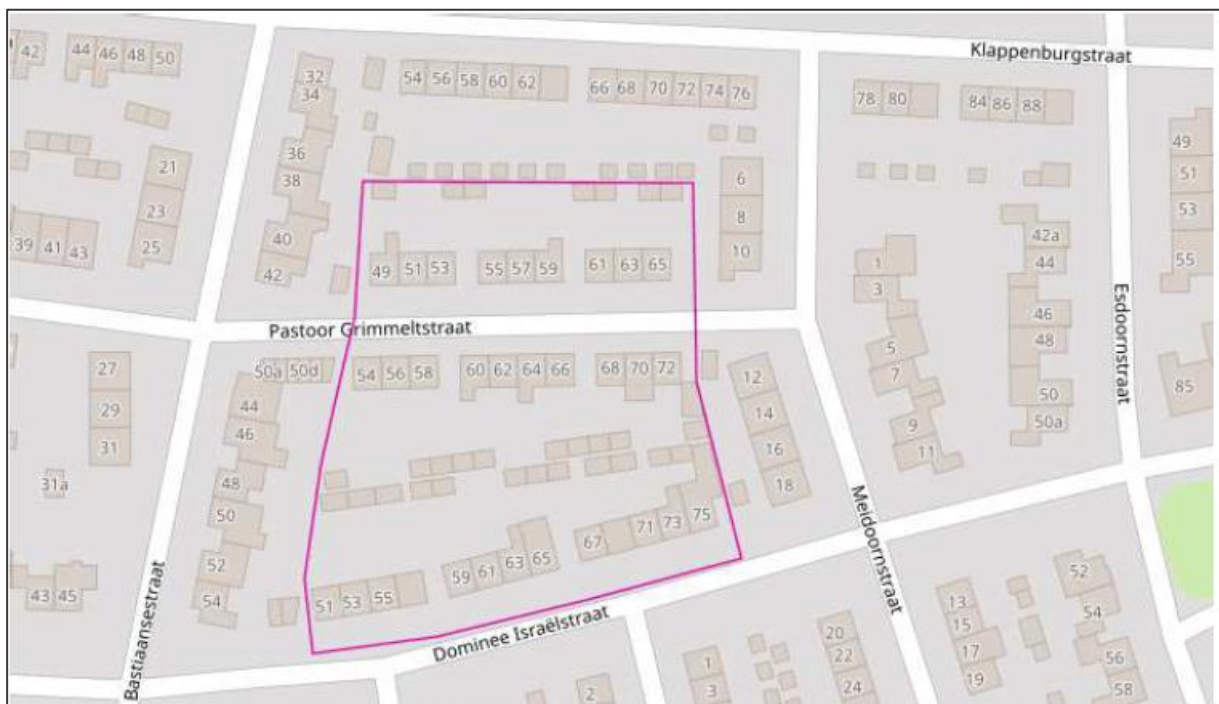 Klappenburgstraat
42 44 46 48 50
32
34
54 56 58 60 62
66 68 70 72 74 76
78 80
84 86 88
49
51
53
55
21
23
25
36
38
40
42
39 41 43
6
8
10
49 51 53
55 57 59
61 63 65
1
3
5
7
9
11
42a
44
46
48
50
50a
Esdoornstraat
85
Pastoor Grimmeltstraat
27
29
31
31a
50a 50d
54 56 58
60 62 64 66
68 70 72
12
14
16
18
44
46
48
50
52
54
43 45
51 53 55
59 61 63 65
67 71 73 75
Bastiaansestraat
Dominee Israëlstraat
Meidoornstraat
1
3
2
20
22
24
13
15
17
19
52
54
56
58